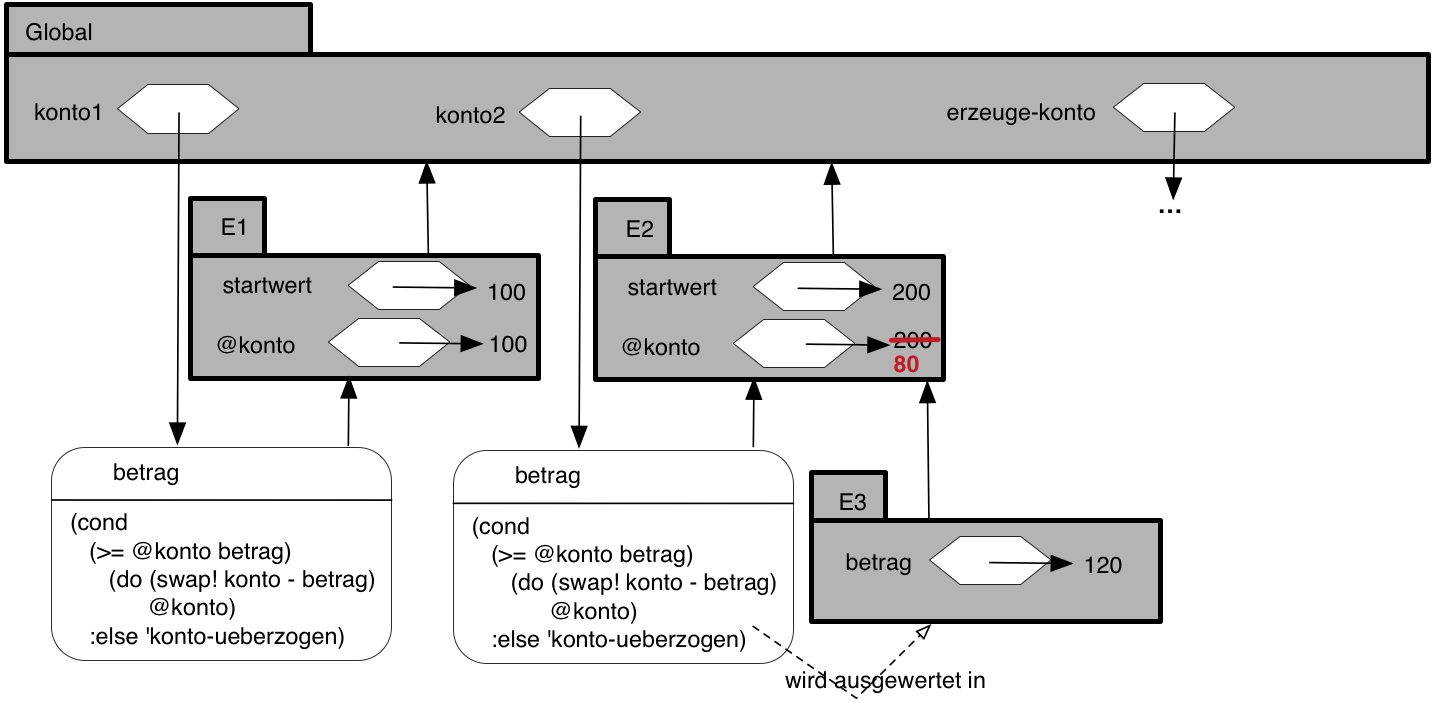 Global
konto1
konto2
erzeuge-konto
...
E1
startwert 100
@konto 100
E2
startwert 200
@konto 200
80
betrag
(cond
(>= @konto betrag)
(do (swap! konto - betrag)
@konto)
:else 'konto-ueberzogen)
betrag
(cond
(>= @konto betrag)
(do (swap! konto - betrag)
@konto)
:else 'konto-ueberzogen)
E3
betrag 120
wird ausgewertet in